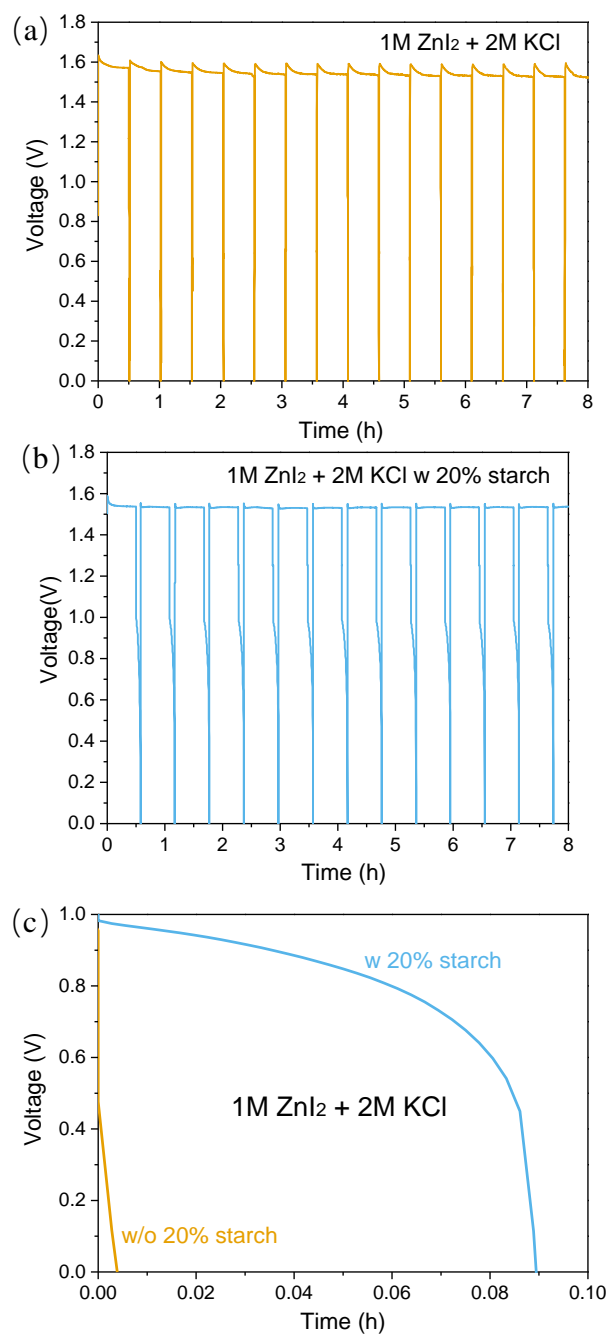 (a)
1M ZnI₂ + 2M KCl
Voltage (V)
1.8
1.6
1.4
1.2
1.0
0.8
0.6
0.4
0.2
0.0
0 1 2 3 4 5 6 7 8
Time (h)
(b)
1M ZnI₂ + 2M KCl w 20% starch
Voltage(V)
1.8
1.6
1.4
1.2
1.0
0.8
0.6
0.4
0.2
0.0
0 1 2 3 4 5 6 7 8
Time (h)
(c)
w 20% starch
1M ZnI₂ + 2M KCl
w/o 20% starch
Voltage (V)
1.0
0.8
0.6
0.4
0.2
0.0
0.00 0.02 0.04 0.06 0.08 0.10
Time (h)